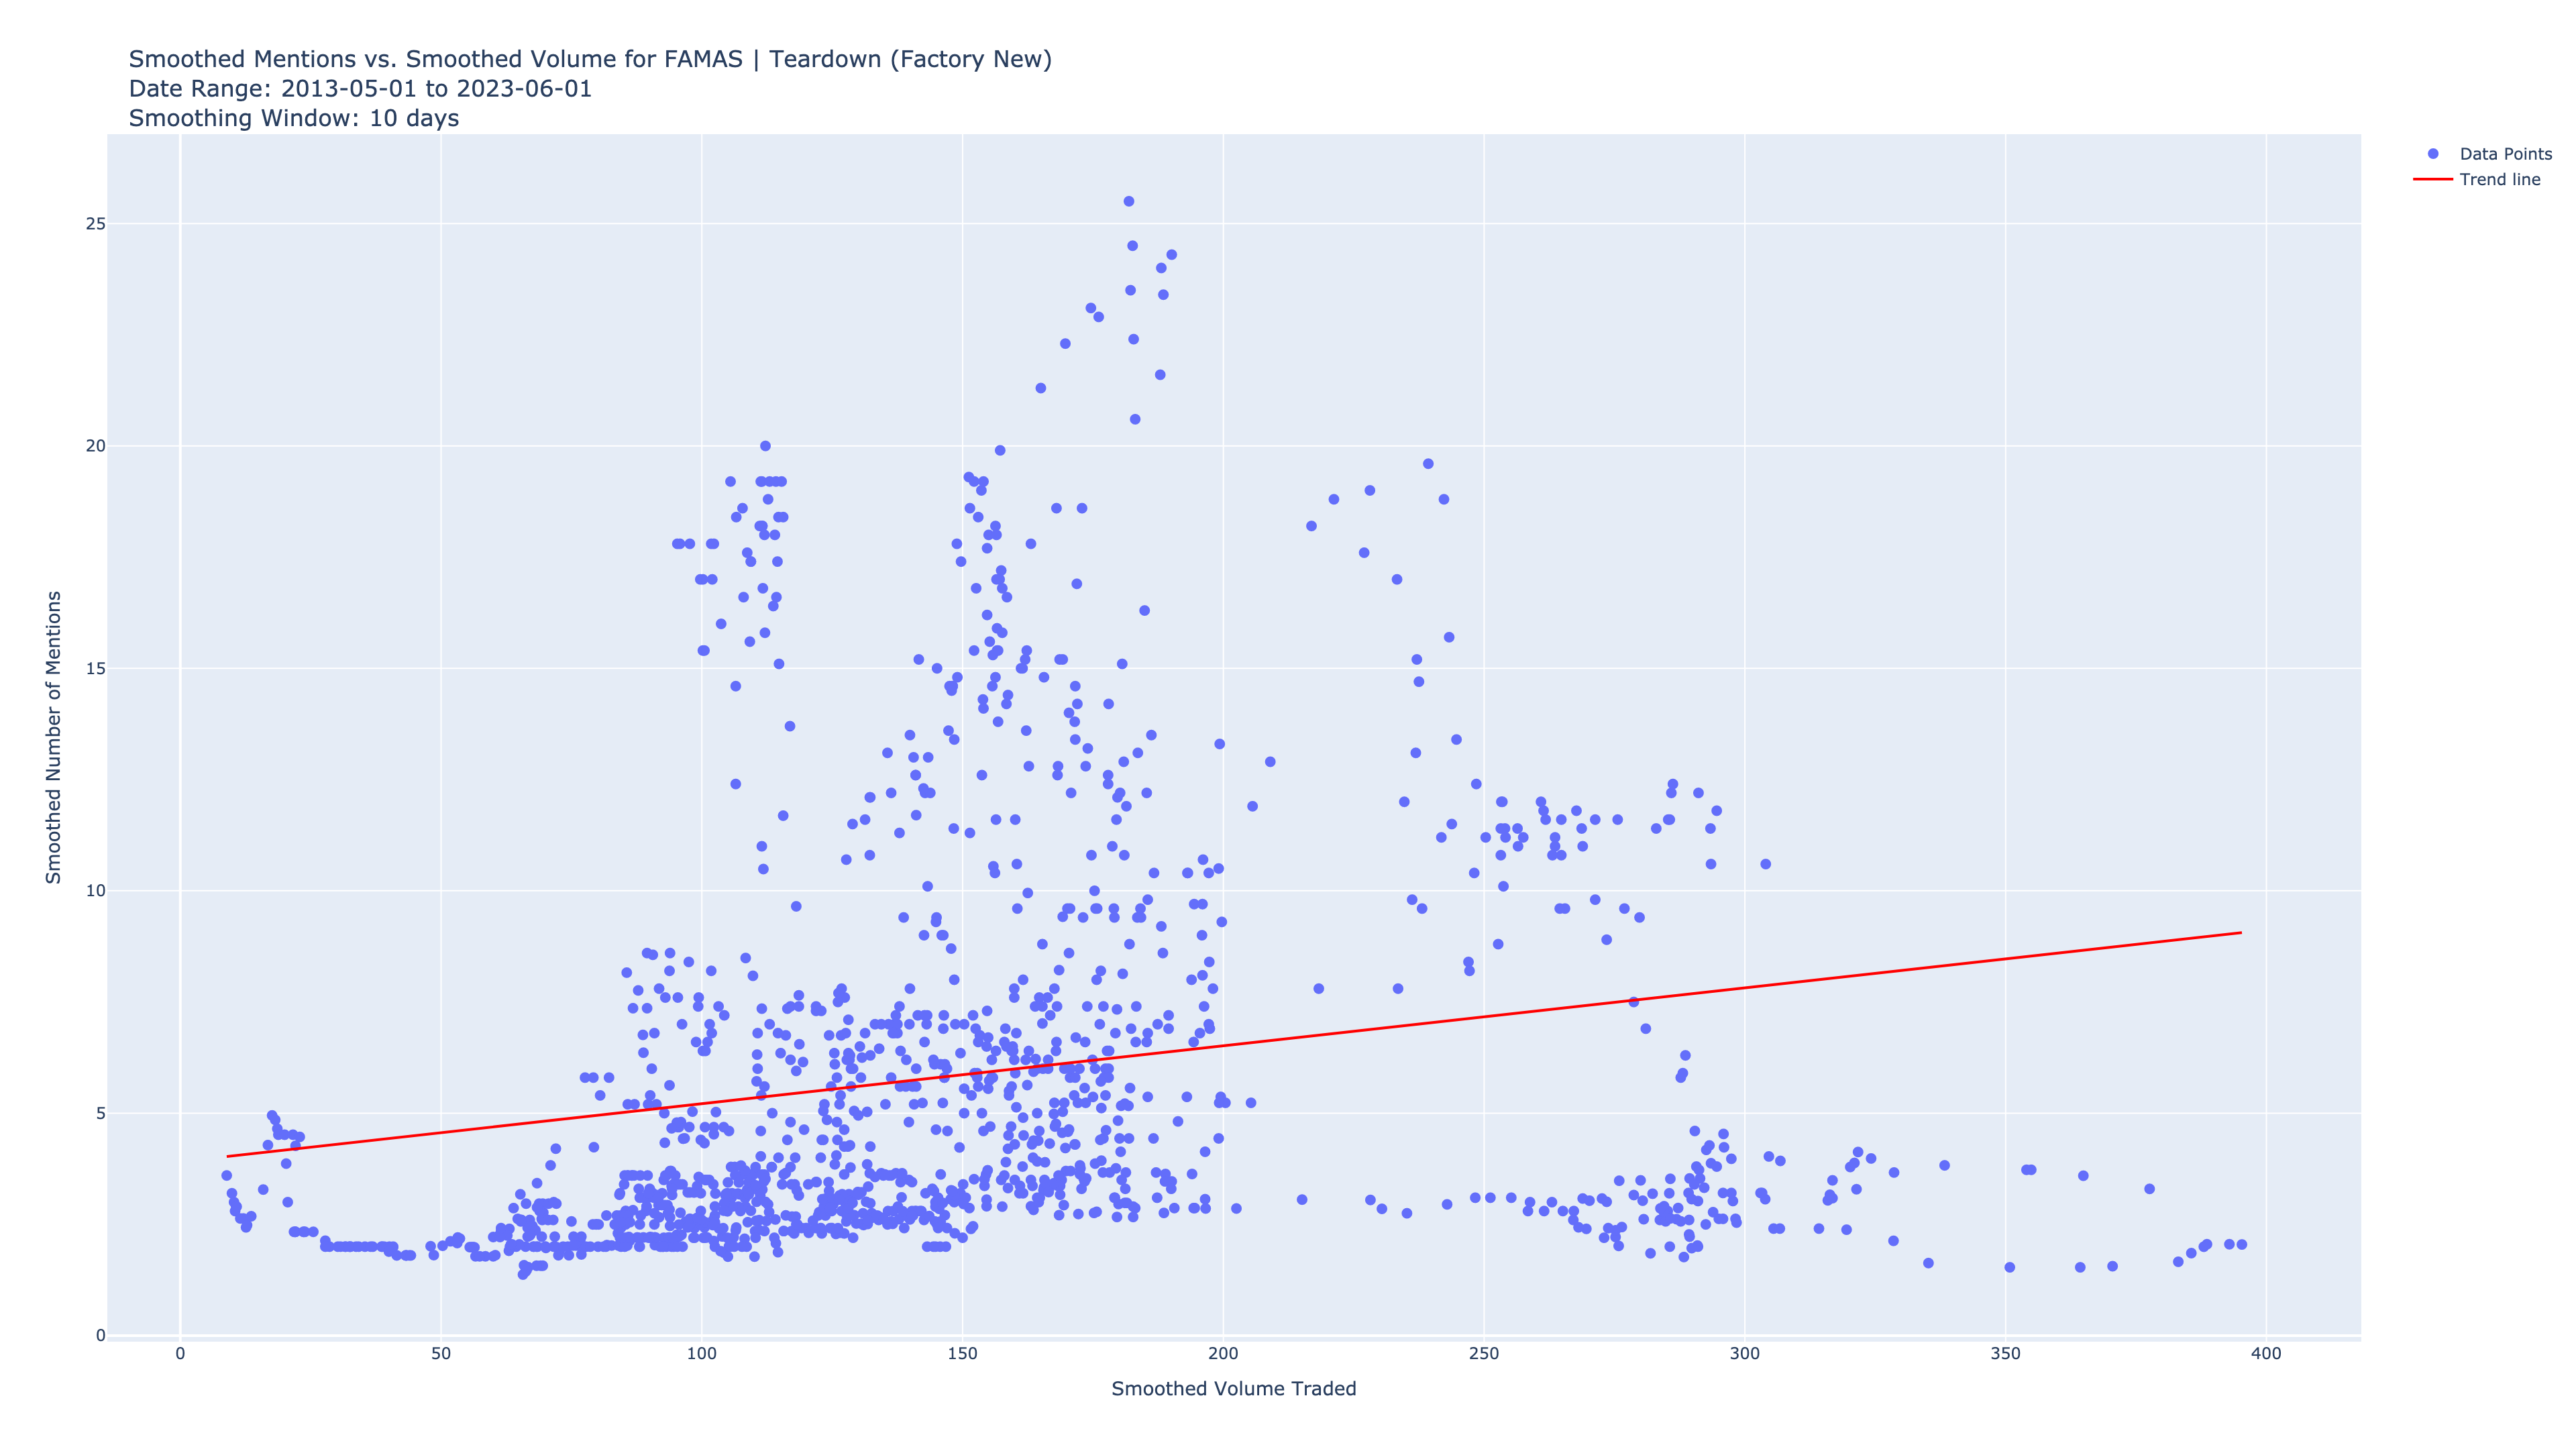 Smoothed Mentions vs. Smoothed Volume for FAMAS | Teardown (Factory New)
Date Range: 2013-05-01 to 2023-06-01
Smoothing Window: 10 days
Data Points
Trend line
25
20
15
10
5
0
Smoothed Number of Mentions
0 50 100 150 200 250 300 350 400
Smoothed Volume Traded